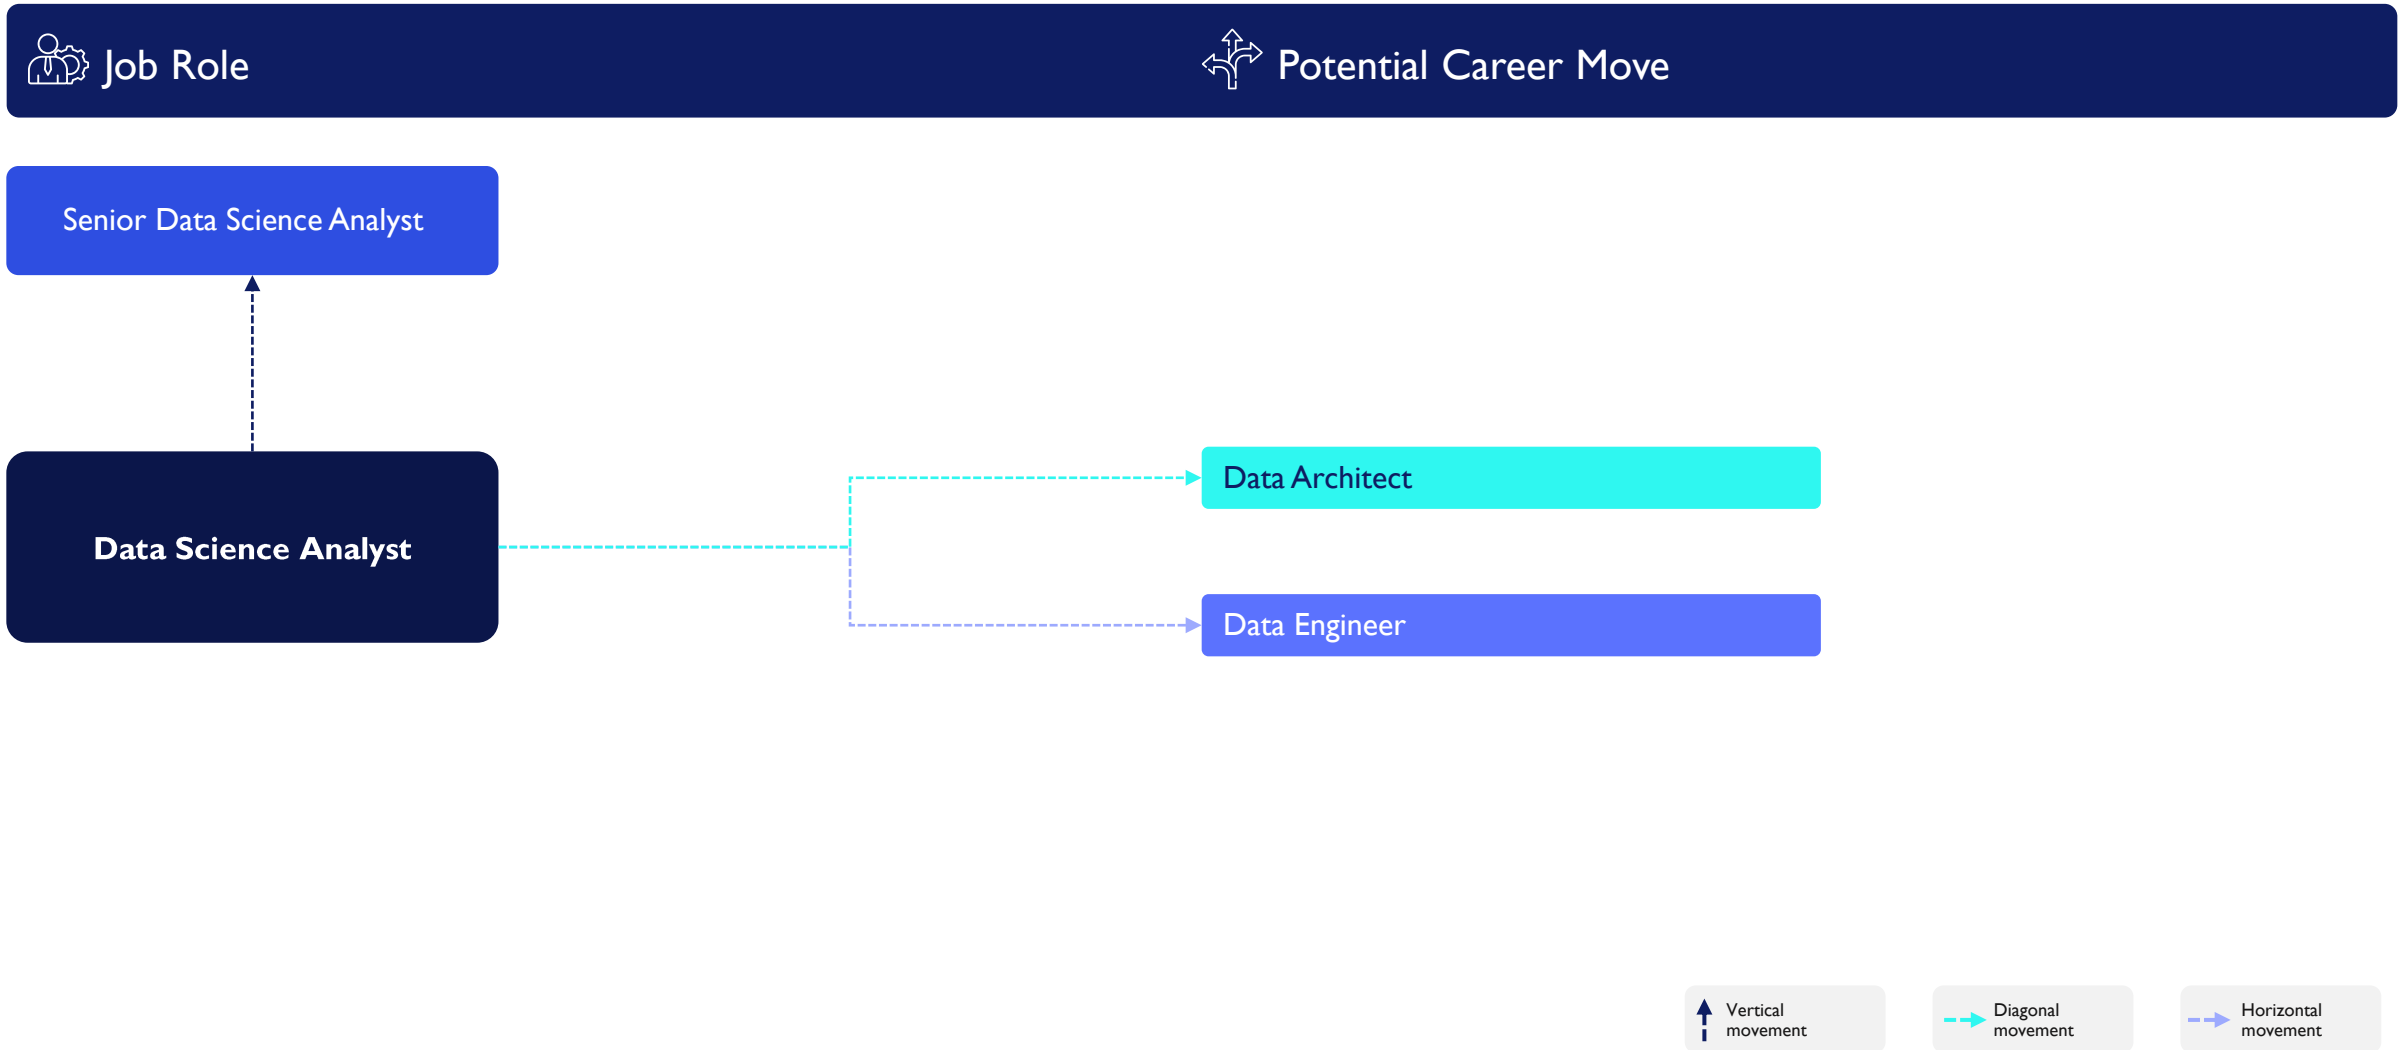 Job Role
Potential Career Move
Senior Data Science Analyst
Data Science Analyst
Data Architect
Data Engineer
Vertical
movement
Diagonal
movement
Horizontal
movement